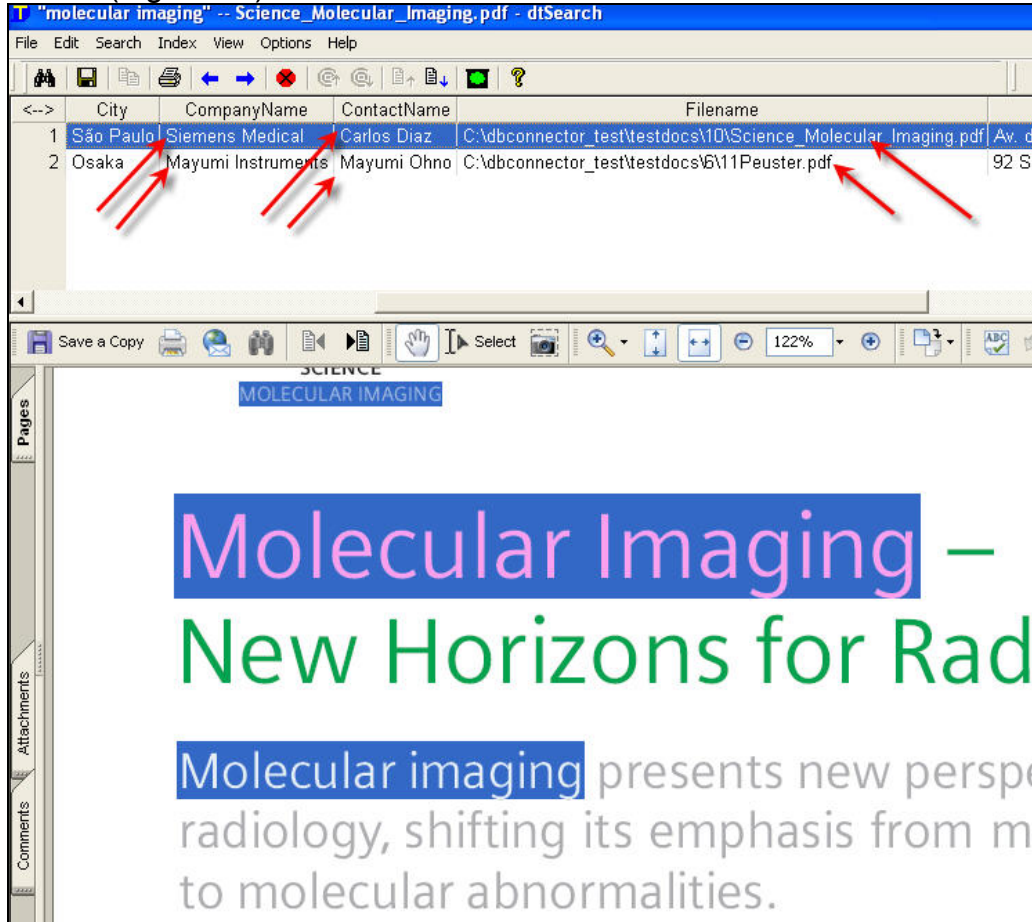 "molecular imaging" -- Science_Molecular_Imaging.pdf - dtSearch
File Edit Search Index View Options Help
<--> City CompanyName ContactName Filename
1 São Paulo Siemens Medical Carlos Diaz C:\dbconnector_test\testdocs\10\Science_Molecular_Imaging.pdf Av. d
2 Osaka Mayumi Instruments Mayumi Ohno C:\dbconnector_test\testdocs\6\11Peuster.pdf 92 S
Save a Copy Select 122% ABC
SCIENCE
MOLECULAR IMAGING
Pages
Molecular Imaging –
New Horizons for Rad
Attachments
Molecular imaging presents new perspe
radiology, shifting its emphasis from m
to molecular abnormalities.
Comments